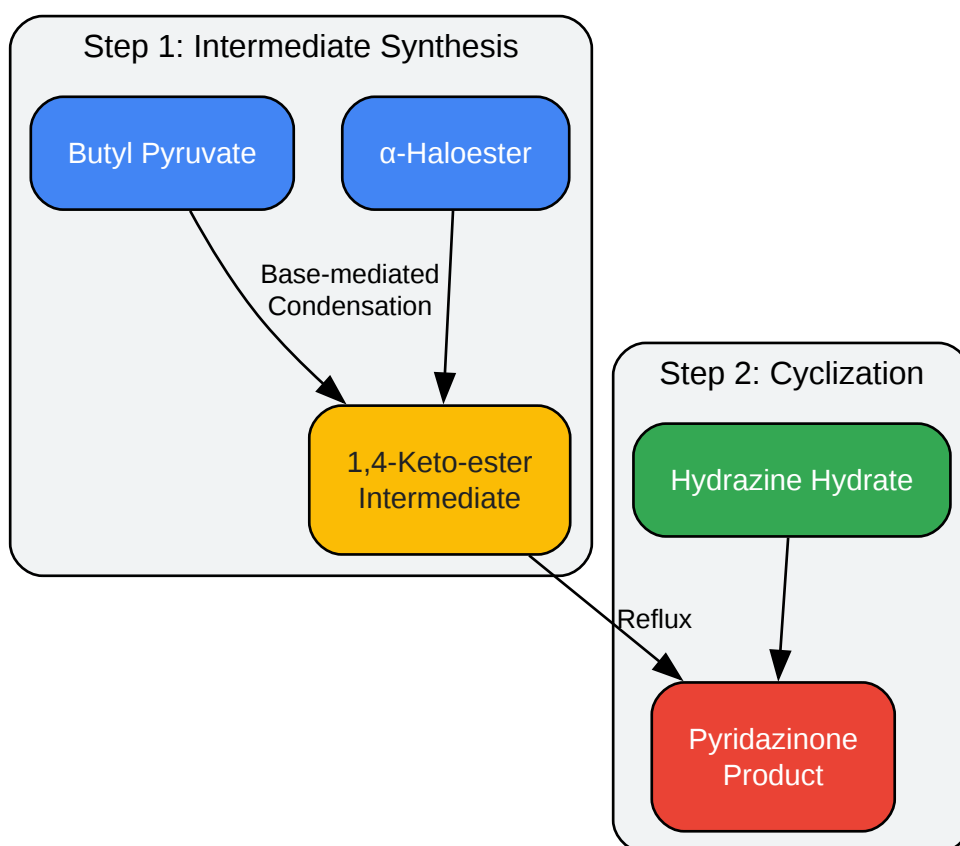 Step 1: Intermediate Synthesis
Butyl Pyruvate
α-Haloester
Base-mediated
Condensation
1,4-Keto-ester
Intermediate
Step 2: Cyclization
Hydrazine Hydrate
Reflux
Pyridazinone
Product